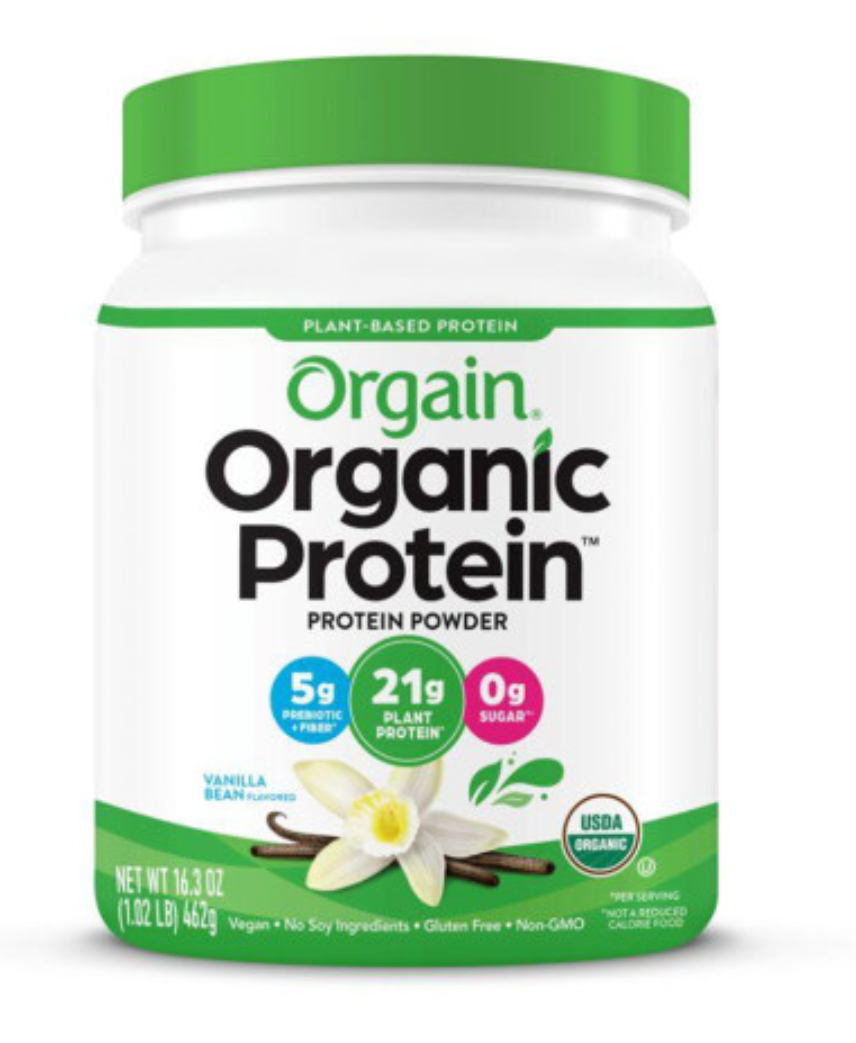 PLANT-BASED PROTEIN
Orgain®
Organic
Protein™
PROTEIN POWDER
5g
PREBIOTIC
+ FIBER*
21g
PLANT
PROTEIN*
0g
SUGAR*^
VANILLA
BEAN FLAVORED
USDA
ORGANIC
U
NET WT 16.3 OZ
(1.02 LB) 462g
Vegan • No Soy Ingredients • Gluten Free • Non-GMO
*PER SERVING
^NOT A REDUCED
CALORIE FOOD